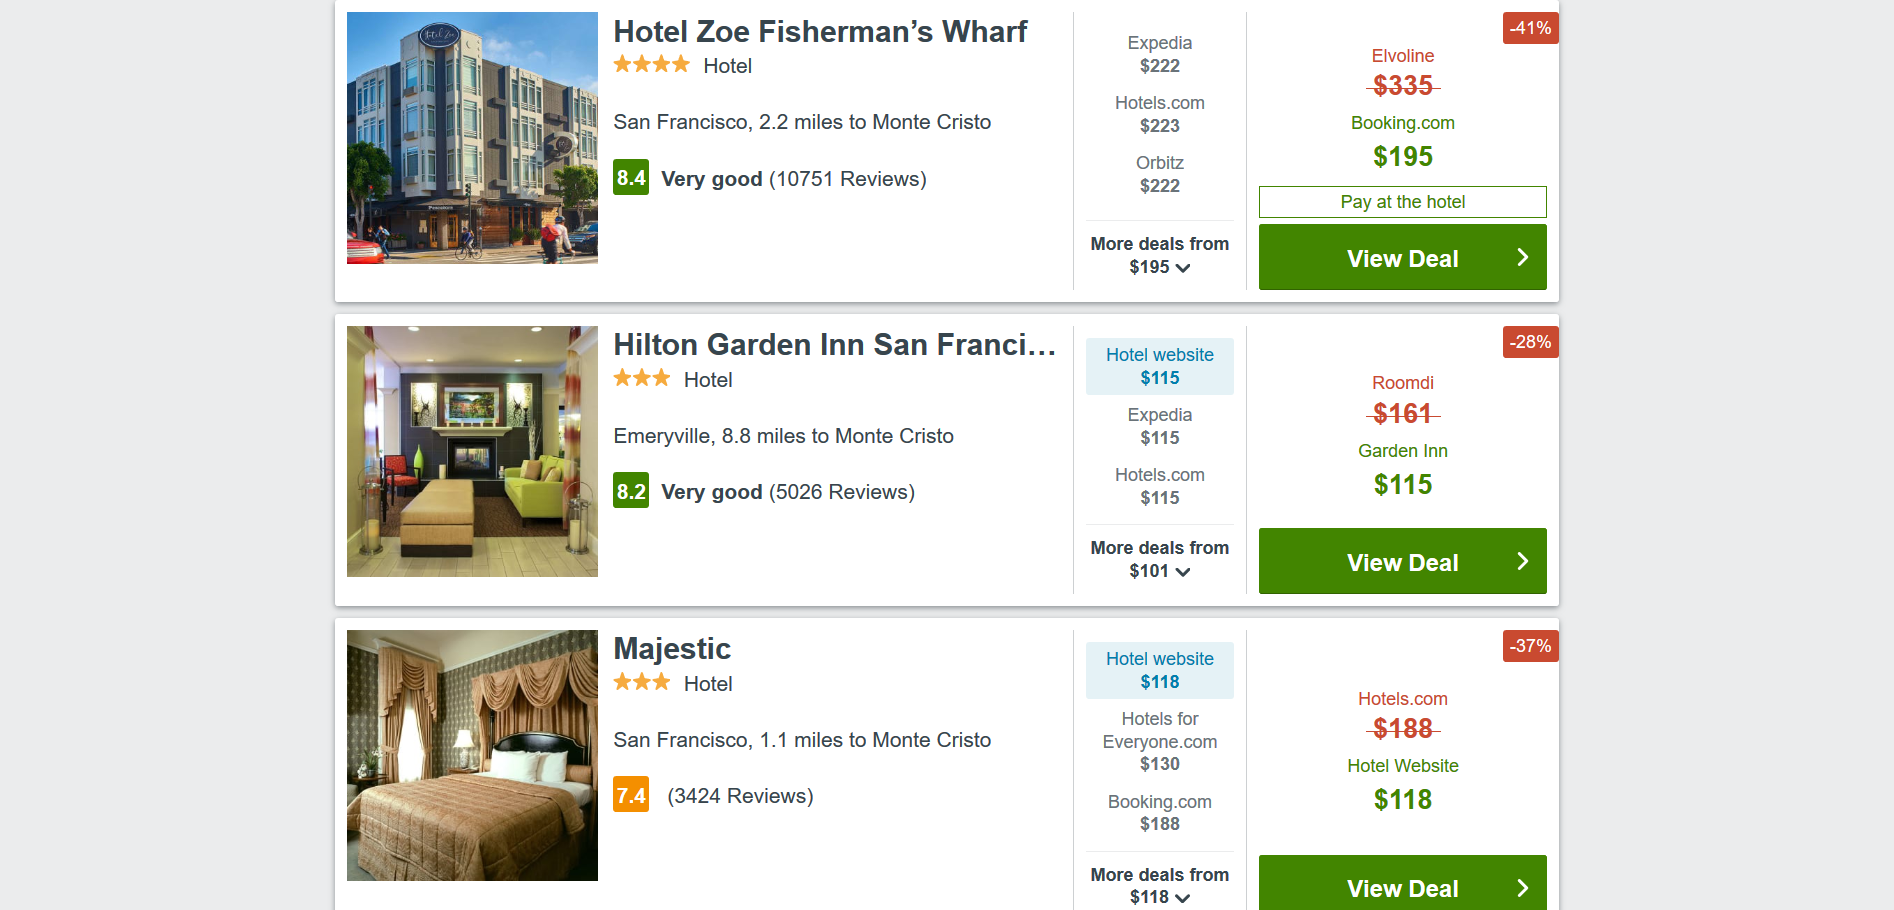 Hotel Zoe Fisherman’s Wharf
Hotel
San Francisco, 2.2 miles to Monte Cristo
8.4 Very good (10751 Reviews)
Expedia
$222
Hotels.com
$223
Orbitz
$222
More deals from
$195
-41%
Elvoline
$335
Booking.com
$195
Pay at the hotel
View Deal
Hilton Garden Inn San Franci...
Hotel
Emeryville, 8.8 miles to Monte Cristo
8.2 Very good (5026 Reviews)
Hotel website
$115
Expedia
$115
Hotels.com
$115
More deals from
$101
-28%
Roomdi
$161
Garden Inn
$115
View Deal
Majestic
Hotel
San Francisco, 1.1 miles to Monte Cristo
7.4 (3424 Reviews)
Hotel website
$118
Hotels for
Everyone.com
$130
Booking.com
$188
More deals from
$118
-37%
Hotels.com
$188
Hotel Website
$118
View Deal